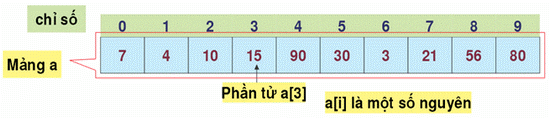 chỉ số
0 1 2 3 4 5 6 7 8 9
Mảng a
7 4 10 15 90 30 3 21 56 80
Phần tử a[3]
a[i] là một số nguyên